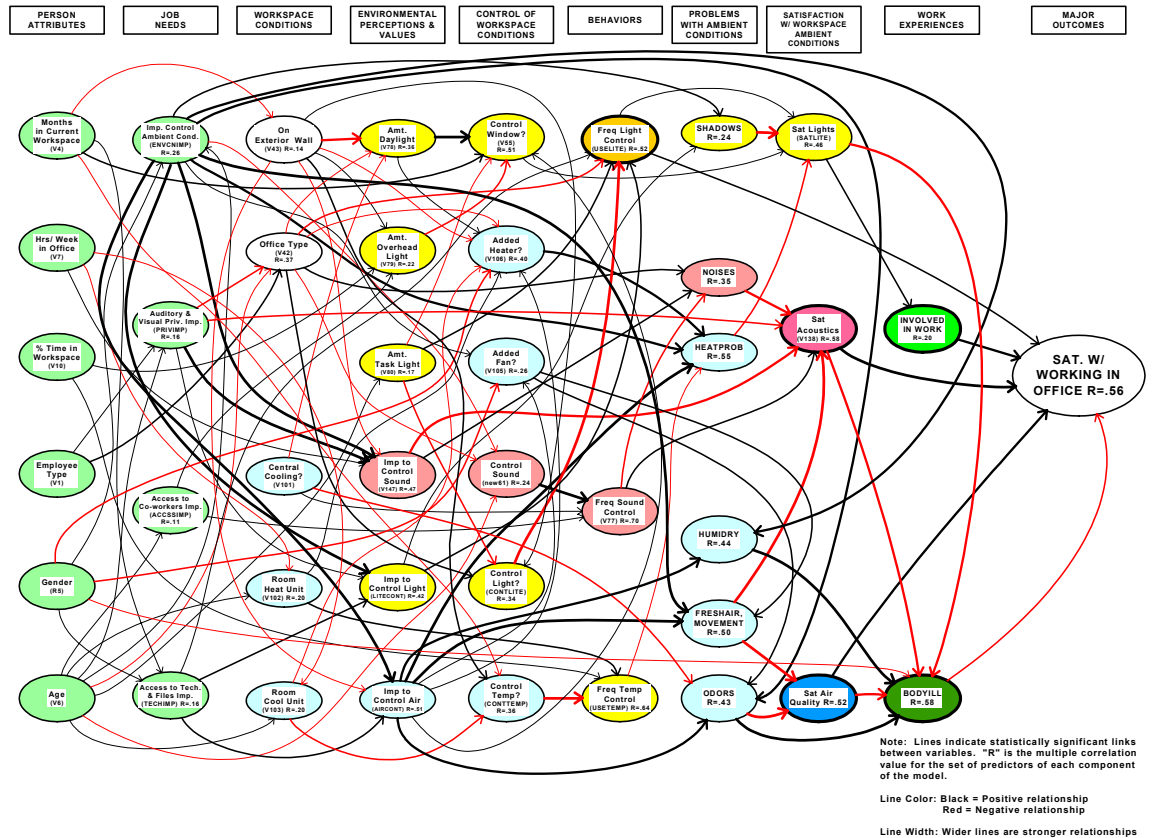 PERSON
ATTRIBUTES
JOB
NEEDS
WORKSPACE
CONDITIONS
ENVIRONMENTAL
PERCEPTIONS &
VALUES
CONTROL OF
WORKSPACE
CONDITIONS
BEHAVIORS
PROBLEMS
WITH AMBIENT
CONDITIONS
SATISFACTION
W/ WORKSPACE
AMBIENT
CONDITIONS
WORK
EXPERIENCES
MAJOR
OUTCOMES
Months
in Current
Workspace
(V4)
Hrs/ Week
in Office
(V7)
% Time in
Workspace
(V10)
Employee
Type
(V1)
Gender
(R5)
Age
(V6)
Imp. Control
Ambient Cond.
(ENVCNIMP)
R=.26
Auditory &
Visual Priv. Imp.
(PRIVIMP)
R=.16
Access to
Co-workers Imp.
(ACCSSIMP)
R=.11
Access to Tech.
& Files Imp.
(TECHIMP) R=.16
On
Exterior Wall
(V43) R=.14
Office Type
(V42)
R=.37
Central
Cooling?
(V101)
Room
Heat Unit
(V102) R=.20
Room
Cool Unit
(V103) R=.20
Amt.
Daylight
(V78) R=.36
Amt.
Overhead
Light
(V79) R=.22
Amt.
Task Light
(V80) R=.17
Imp to
Control
Sound
(V147) R=.47
Imp to
Control Light
(LITECONT) R=.42
Imp to
Control Air
(AIRCONT) R=.51
Control
Window?
(V55)
R=.51
Added
Heater?
(V106) R=.40
Added
Fan?
(V105) R=.26
Control
Sound
(new61) R=.24
Control
Light?
(CONTLITE)
R=.34
Control
Temp?
(CONTTEMP)
R=.36
Freq Light
Control
(USELITE) R=.52
Freq Sound
Control
(V77) R=.70
Freq Temp
Control
(USETEMP) R=.64
SHADOWS
R=.24
NOISES
R=.35
HEATPROB
R=.55
HUMIDRY
R=.44
FRESHAIR,
MOVEMENT
R=.50
ODORS
R=.43
Sat Lights
(SATLITE)
R=.46
Sat
Acoustics
(V138) R=.58
Sat Air
Quality R=.52
INVOLVED
IN WORK
R=.20
BODYILL
R=.58
SAT. W/
WORKING IN
OFFICE R=.56
Note: Lines indicate statistically significant links
between variables. "R" is the multiple correlation
value for the set of predictors of each component
of the model.
Line Color: Black = Positive relationship
Red = Negative relationship
Line Width: Wider lines are stronger relationships